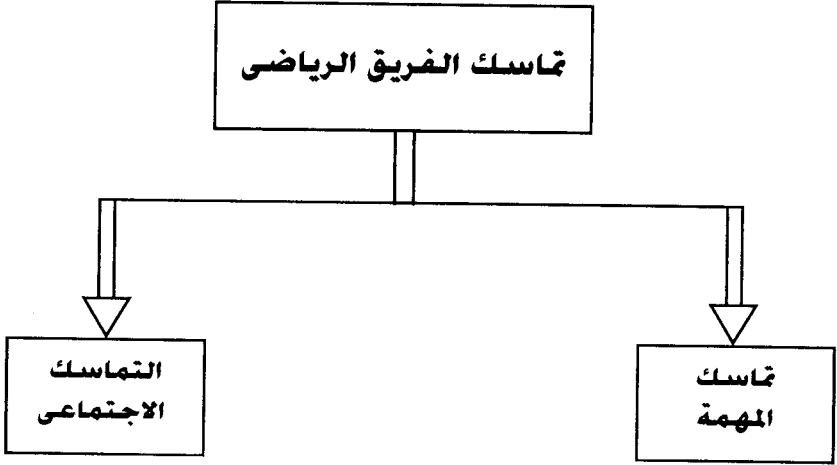 تماسك الفريق الرياضى
تماسك
المهمة
التماسك
الاجتماعى